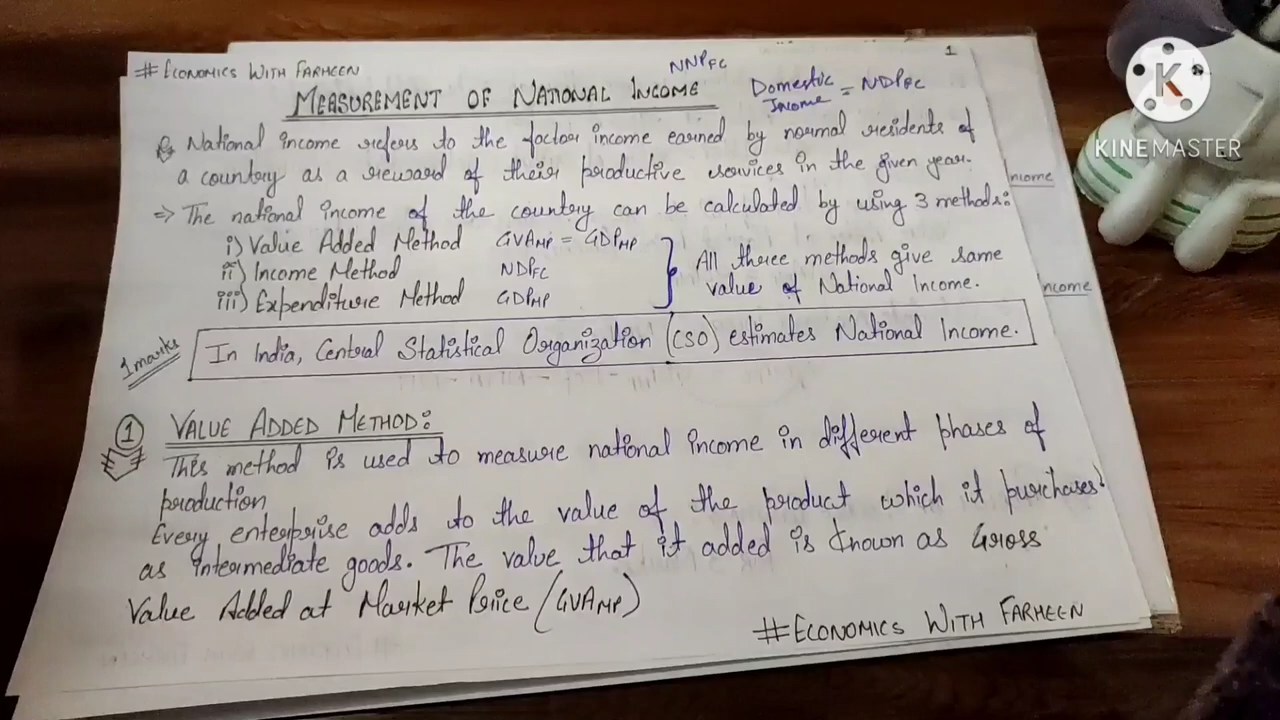 # ECONOMICS WITH FARHEEN
1
NNPFC
MEASUREMENT OF NATIONAL INCOME
Domestic Income = NDPFC
National income refers to the factor income earned by normal residents of
a country as a reward of their productive services in the given year.
⇒ The national income of the country can be calculated by using 3 methods:
i) Value Added Method GVAMP = GDPMP
ii) Income Method NDPFC
iii) Expenditure Method GDPMP
All three methods give same
value of National Income.
1 marks
In India, Central Statistical Organization (CSO) estimates National Income.
1 VALUE ADDED METHOD:
This method is used to measure national income in different phases of
production
Every enterprise adds to the value of the product which it purchases
as intermediate goods. The value that it added is known as Gross
Value Added at Market Price (GVAMP)
# ECONOMICS WITH FARHEEN
Income
Income
K
KINEMASTER